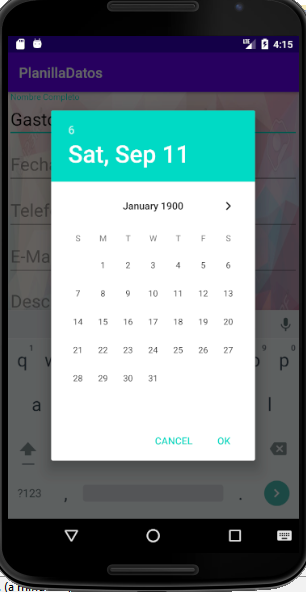 4:15
PlanillaDatos
Nombre Completo
Gasto
6
Sat, Sep 11
Fecha
January 1900
S M T W T F S
1 2 3 4 5 6
7 8 9 10 11 12 13
14 15 16 17 18 19 20
21 22 23 24 25 26 27
28 29 30 31
Telef
E-Ma
Desc
CANCEL OK
q 1
9 0
p
a l
?123 , .
(a